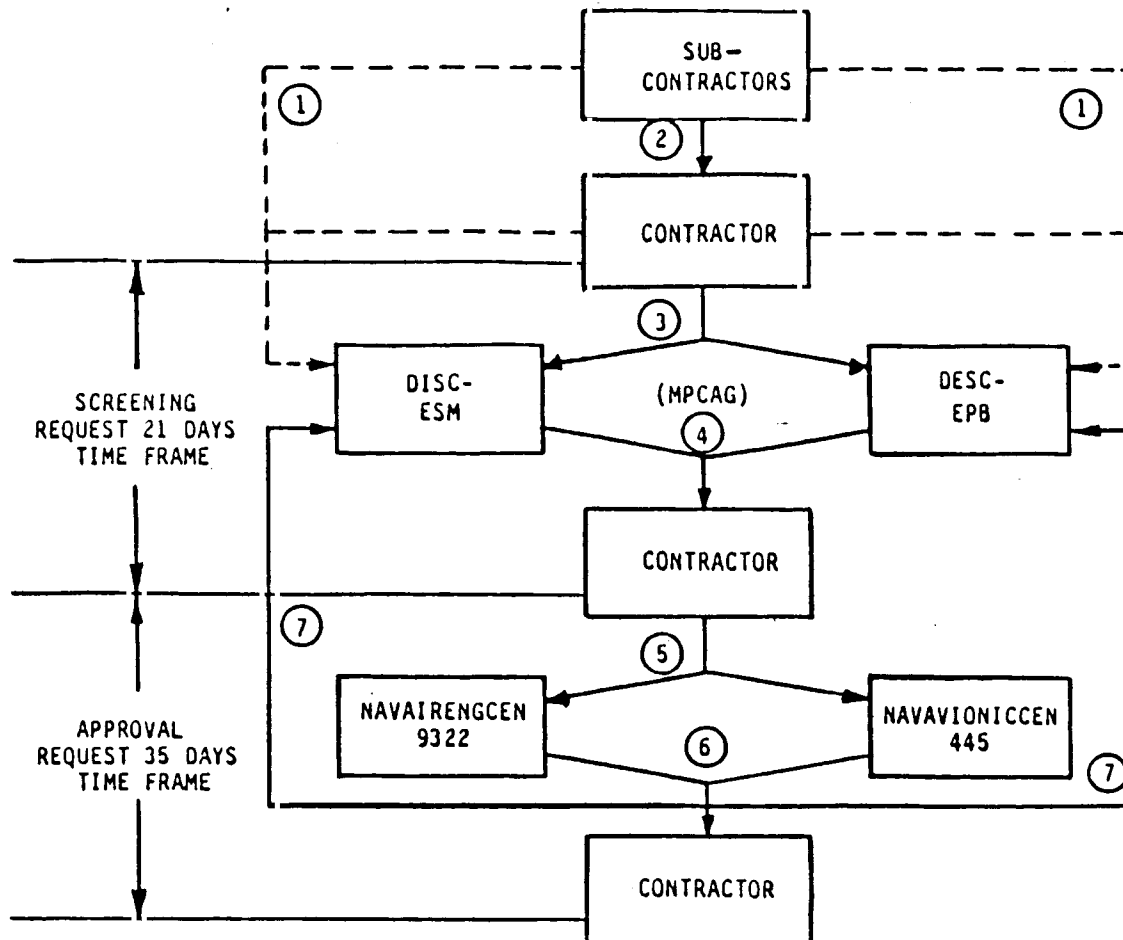 SUB-
CONTRACTORS
1
1
2
CONTRACTOR
3
DISC-
ESM
(MPCAG)
DESC-
EPB
SCREENING
REQUEST 21 DAYS
TIME FRAME
4
CONTRACTOR
7
5
NAVAIRENGCEN
9322
NAVAVIONICCEN
445
APPROVAL
REQUEST 35 DAYS
TIME FRAME
6
7
CONTRACTOR